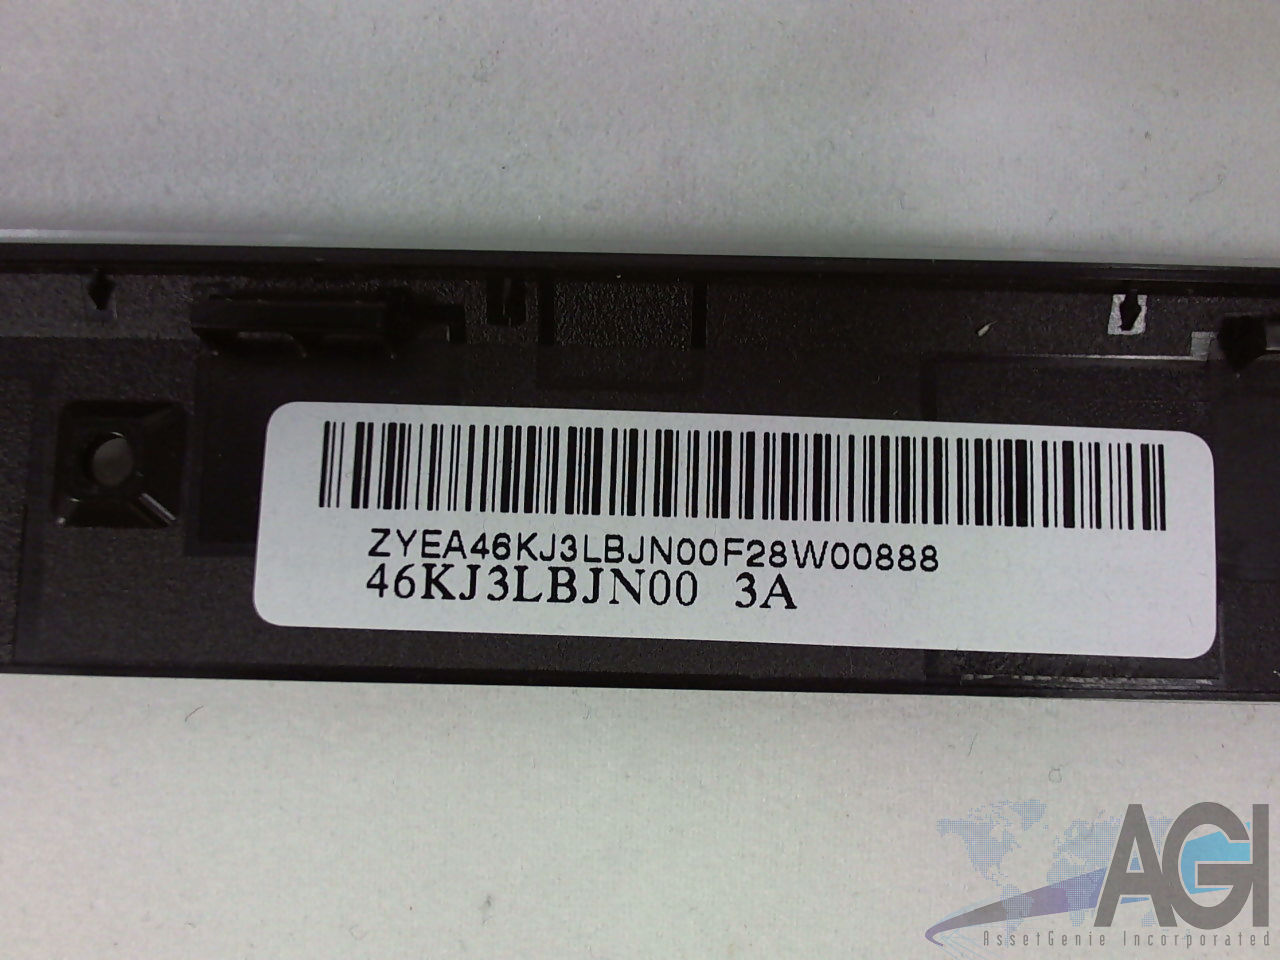 ZYEA46KJ3LBJN00F28W00888
46KJ3LBJN00 3A
AGI
AssetGenie Incorporated